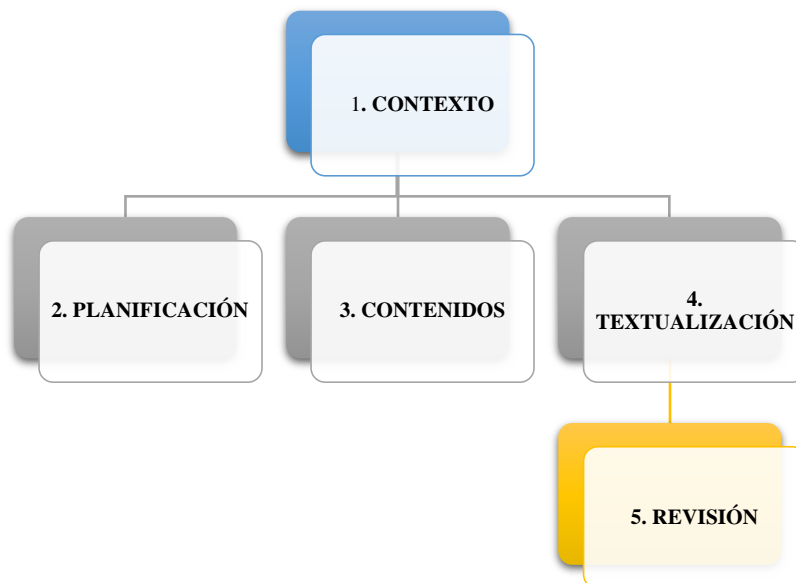 1. CONTEXTO
2. PLANIFICACIÓN
3. CONTENIDOS
4.
TEXTUALIZACIÓN
5. REVISIÓN